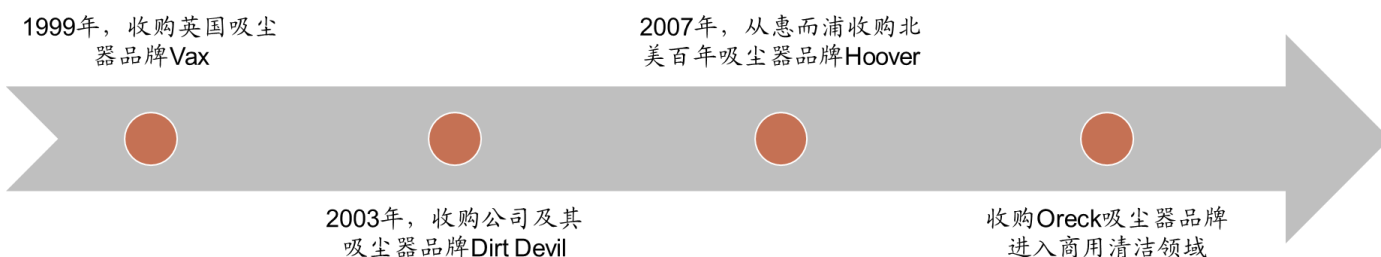 1999年，收购英国吸尘
器品牌Vax
2003年，收购公司及其
吸尘器品牌Dirt Devil
2007年，从惠而浦收购北
美百年吸尘器品牌Hoover
收购Oreck吸尘器品牌
进入商用清洁领域